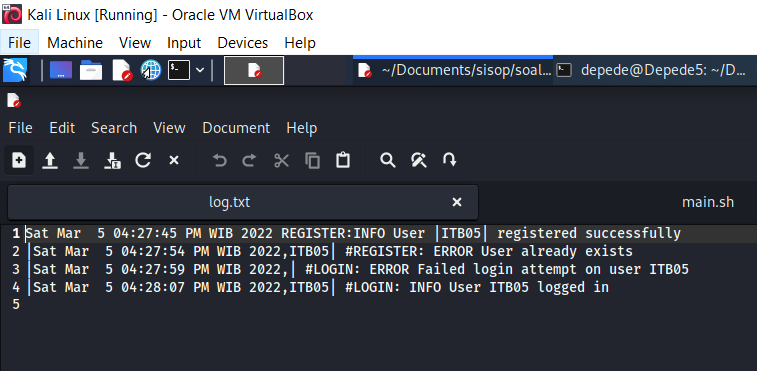 Kali Linux [Running] - Oracle VM VirtualBox
File Machine View Input Devices Help
~/Documents/sisop/soal... depede@Depede5: ~/D...
File Edit Search View Document Help
log.txt main.sh
1 Sat Mar  5 04:27:45 PM WIB 2022 REGISTER:INFO User |ITB05| registered successfully
2 |Sat Mar  5 04:27:54 PM WIB 2022,ITB05| #REGISTER: ERROR User already exists
3 |Sat Mar  5 04:27:59 PM WIB 2022,| #LOGIN: ERROR Failed login attempt on user ITB05
4 |Sat Mar  5 04:28:07 PM WIB 2022,ITB05| #LOGIN: INFO User ITB05 logged in
5